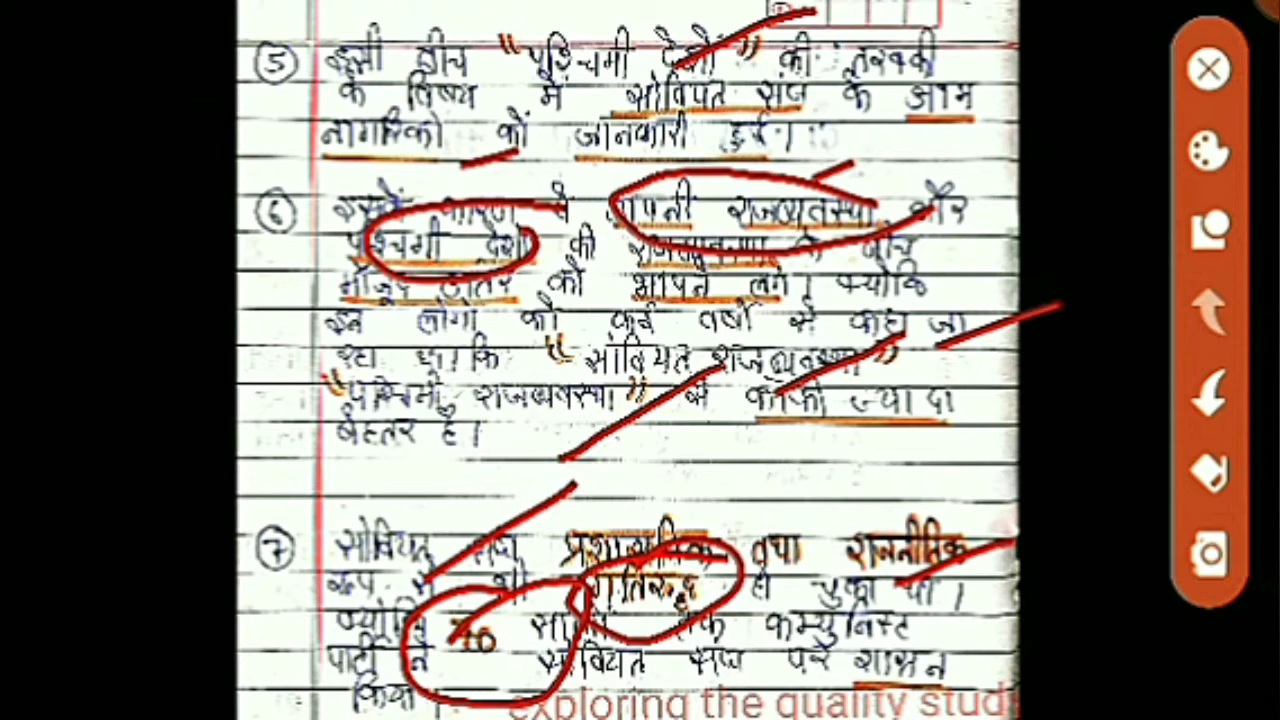 5 इसी बीच "पश्चिमी देशों" की तरक्की
के विषय में सोवियत संघ के आम
नागरिको को जानकारी हुई।
6 इसके कारण वे अपनी राजव्यवस्था और
पश्चिमी देशो की राजव्यवस्था के बीच
मौजूद अंतर को मापने लगे। क्योकि
इन लोगो को कई वर्षो से कहा जा
रहा था। कि "सोवियत राजव्यवस्था"
"पश्चिमी राजव्यवस्था" से काफी ज्यादा
बेहतर है।
7 सोवियत संघ प्रशासनिक तथा राजनीतिक
रूप से भी गतिरुद्ध हो चुका था।
क्योकि 70 सालो तक कम्युनिस्ट
पार्टी ने सोवियत संघ पर शासन
किया।
exploring the quality stud